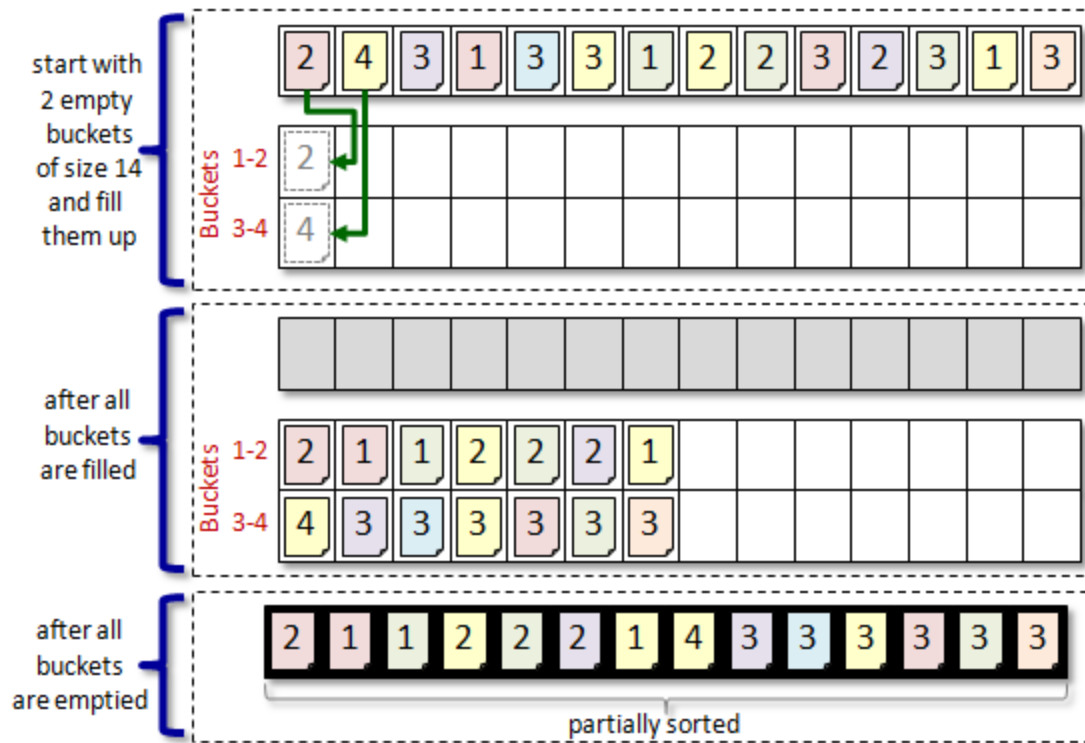 start with
2 empty
buckets
of size 14
and fill
them up
2 4 3 1 3 3 1 2 2 3 2 3 1 3
Buckets
1-2 2
3-4 4
after all
buckets
are filled
Buckets
1-2 2 1 1 2 2 2 1
3-4 4 3 3 3 3 3 3
after all
buckets
are emptied
2 1 1 2 2 2 1 4 3 3 3 3 3 3
partially sorted